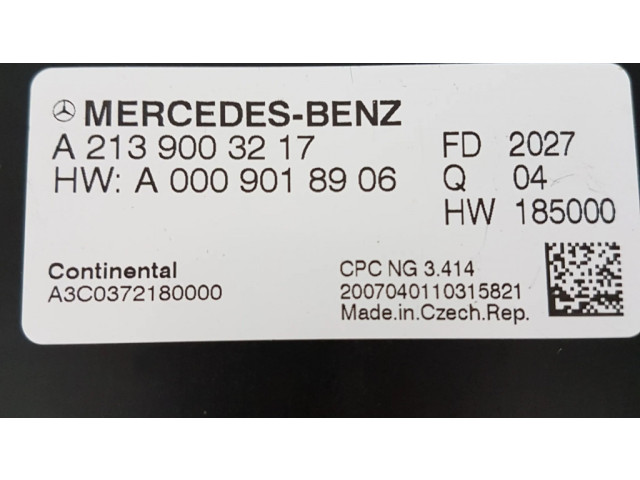 MERCEDES-BENZ
A 213 900 32 17 FD 2027
HW: A 000 901 89 06 Q 04
HW 185000
Continental CPC NG 3.414
A3C0372180000 2007040110315821
Made.in.Czech.Rep.